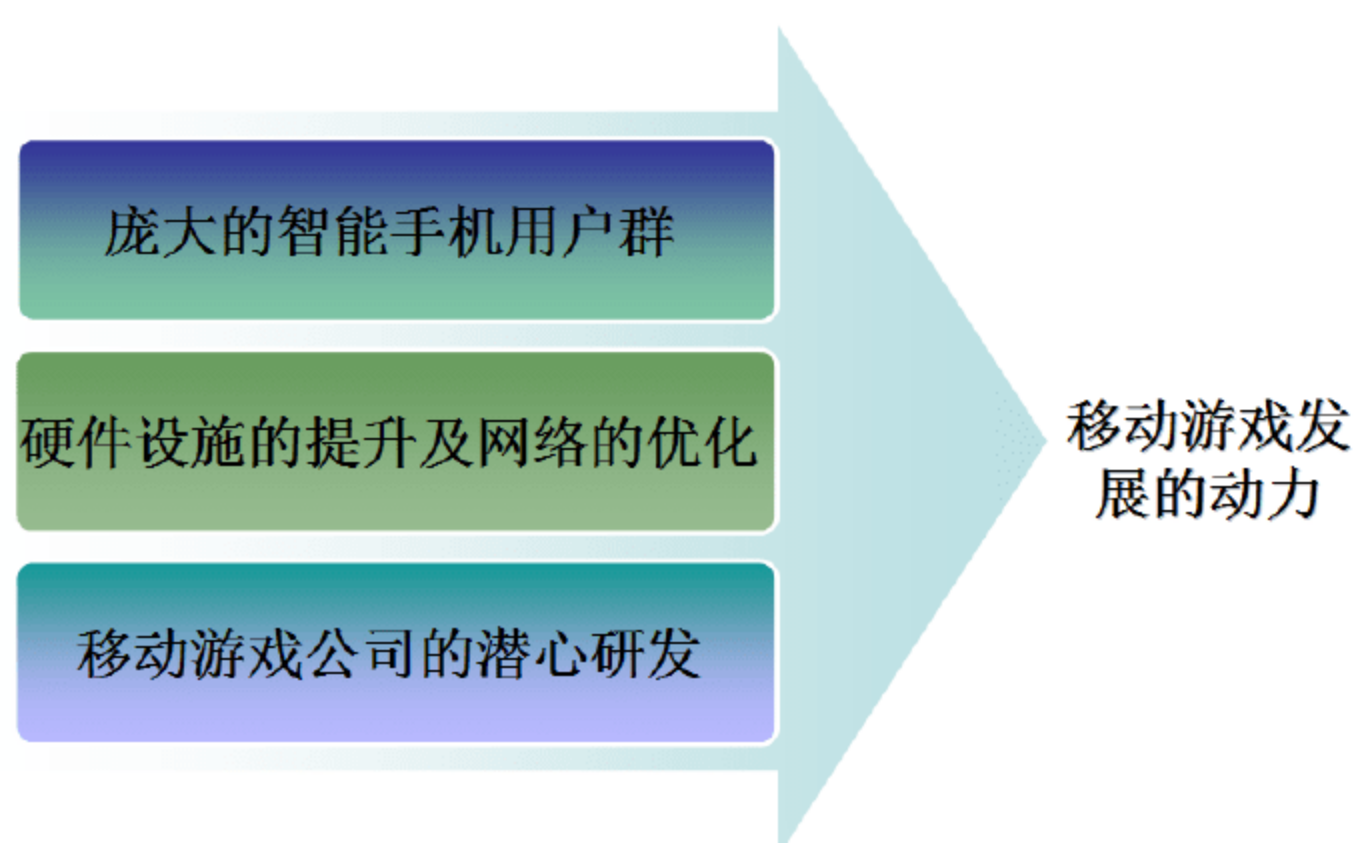 庞大的智能手机用户群
硬件设施的提升及网络的优化
移动游戏公司的潜心研发
移动游戏发
展的动力